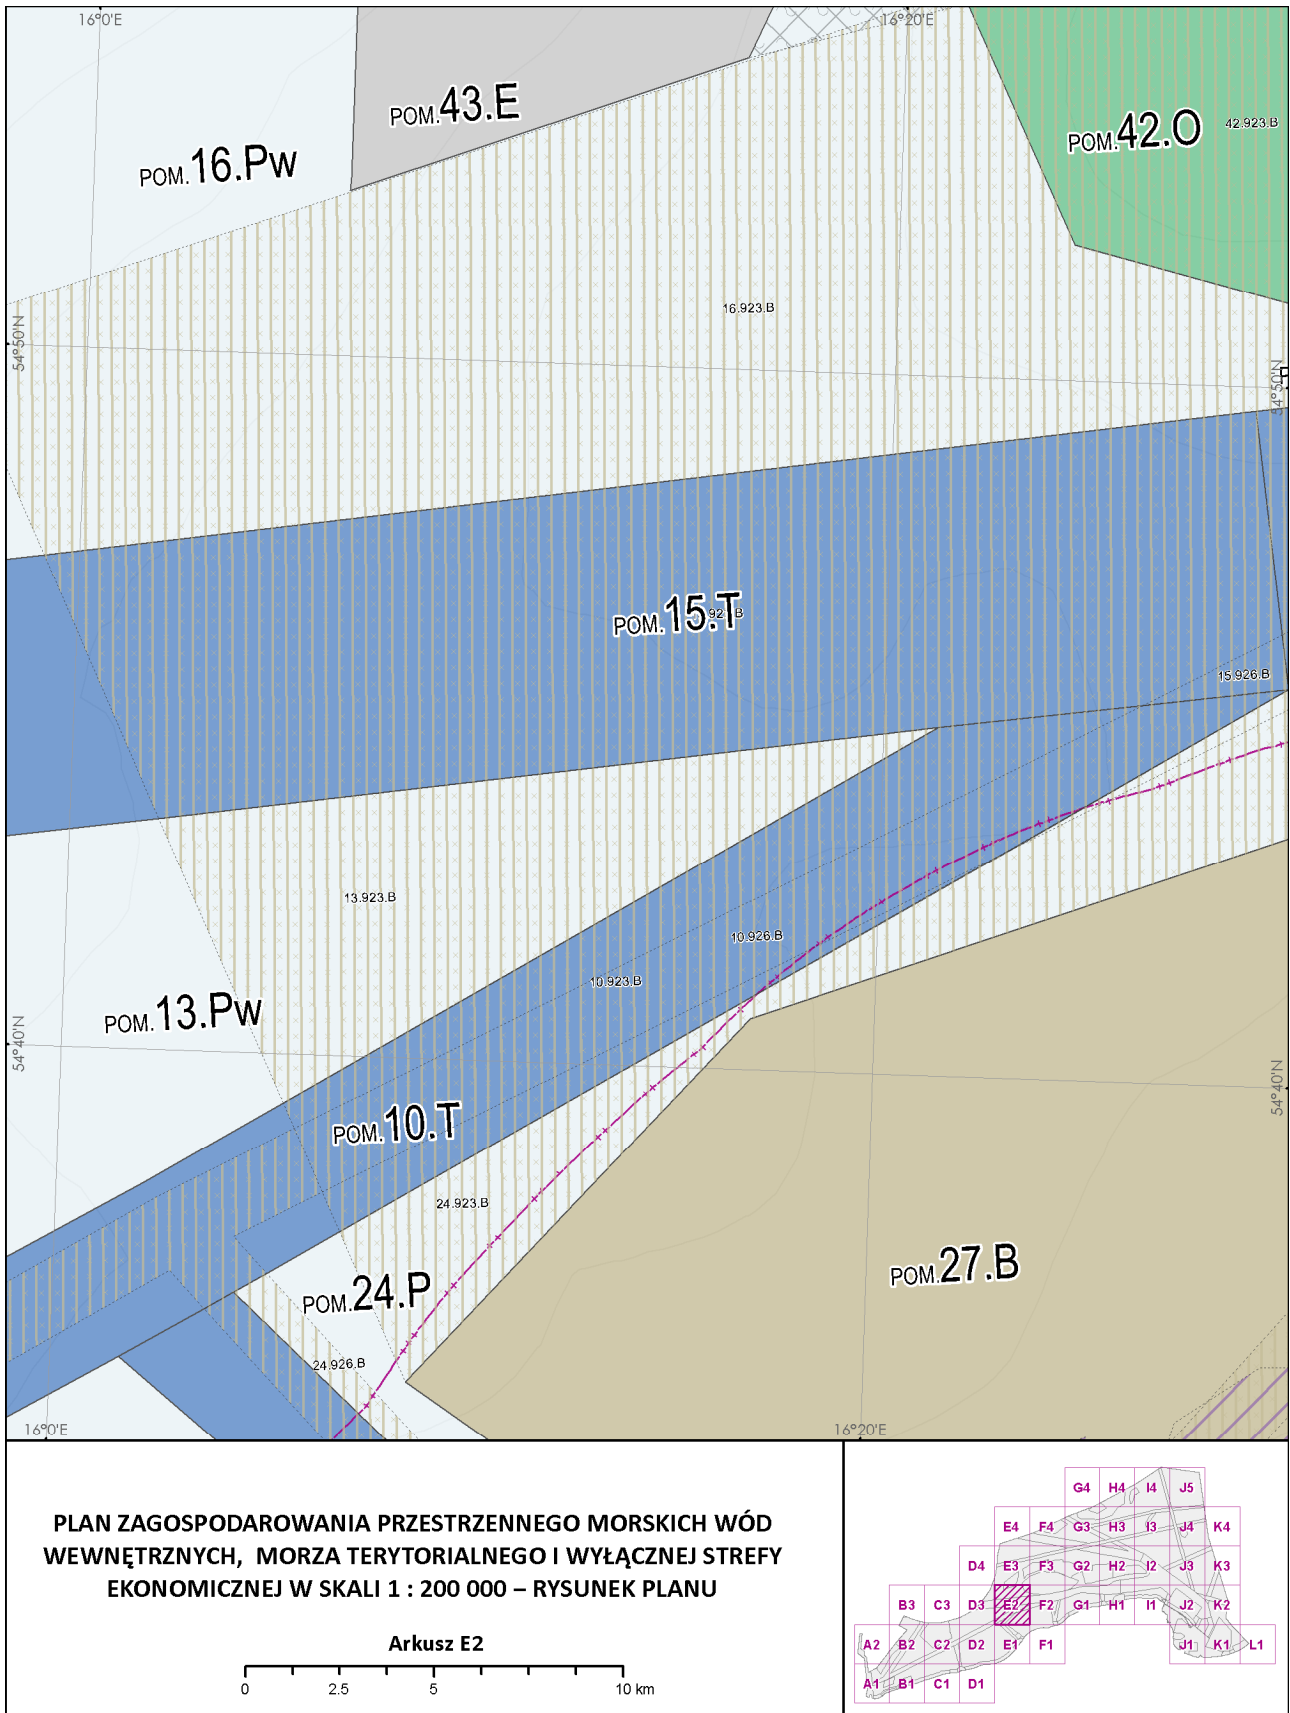 16°0'E
16°20'E
POM.43.E
POM.42.O
42.923.B
POM.16.Pw
16.923.B
54°50'N
54°50'N
POM.15.T
15.926.B
13.923.B
10.926.B
10.923.B
POM.13.Pw
54°40'N
54°40'N
POM.10.T
24.923.B
POM.24.P
POM.27.B
24.926.B
16°0'E
16°20'E
PLAN ZAGOSPODAROWANIA PRZESTRZENNEGO MORSKICH WÓD
WEWNĘTRZNYCH, MORZA TERYTORIALNEGO I WYŁĄCZNEJ STREFY
EKONOMICZNEJ W SKALI 1 : 200 000 – RYSUNEK PLANU
Arkusz E2
0 2.5 5 10 km
G4 H4 I4 J5
E4 F4 G3 H3 I3 J4 K4
D4 E3 F3 G2 H2 I2 J3 K3
B3 C3 D3 E2 F2 G1 H1 I1 J2 K2
A2 B2 C2 D2 E1 F1 J1 K1 L1
A1 B1 C1 D1